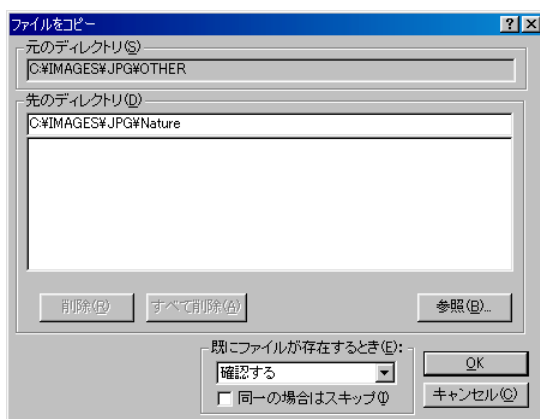 ファイルをコピー
元のディレクトリ(S)
C:¥IMAGES¥JPG¥OTHER
先のディレクトリ(D)
C:¥IMAGES¥JPG¥Nature
削除(R)
すべて削除(A)
参照(B)...
既にファイルが存在するとき(E):
確認する
同一の場合はスキップ(I)
OK
キャンセル(C)